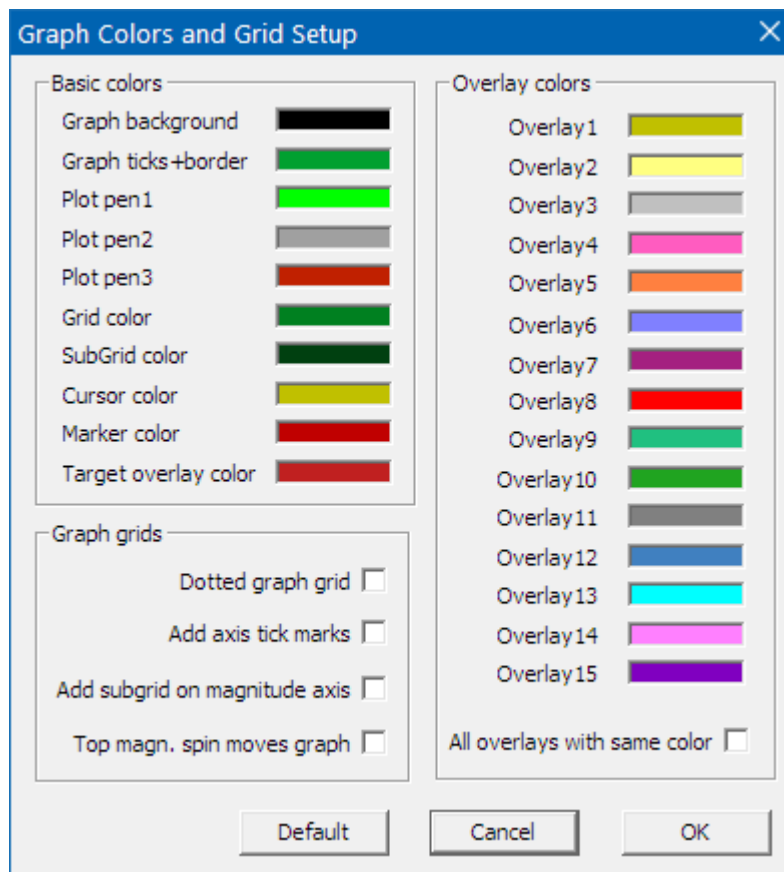 Graph Colors and Grid Setup
Basic colors
Graph background
Graph ticks+border
Plot pen1
Plot pen2
Plot pen3
Grid color
SubGrid color
Cursor color
Marker color
Target overlay color
Graph grids
Dotted graph grid
Add axis tick marks
Add subgrid on magnitude axis
Top magn. spin moves graph
Overlay colors
Overlay1
Overlay2
Overlay3
Overlay4
Overlay5
Overlay6
Overlay7
Overlay8
Overlay9
Overlay10
Overlay11
Overlay12
Overlay13
Overlay14
Overlay15
All overlays with same color
Default
Cancel
OK